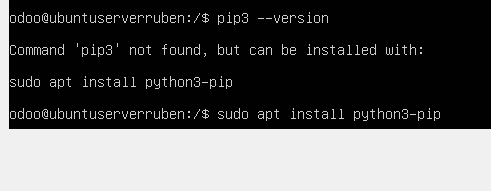 odoo@ubuntuserverruben:/$ pip3 --version
Command 'pip3' not found, but can be installed with:
sudo apt install python3-pip
odoo@ubuntuserverruben:/$ sudo apt install python3-pip